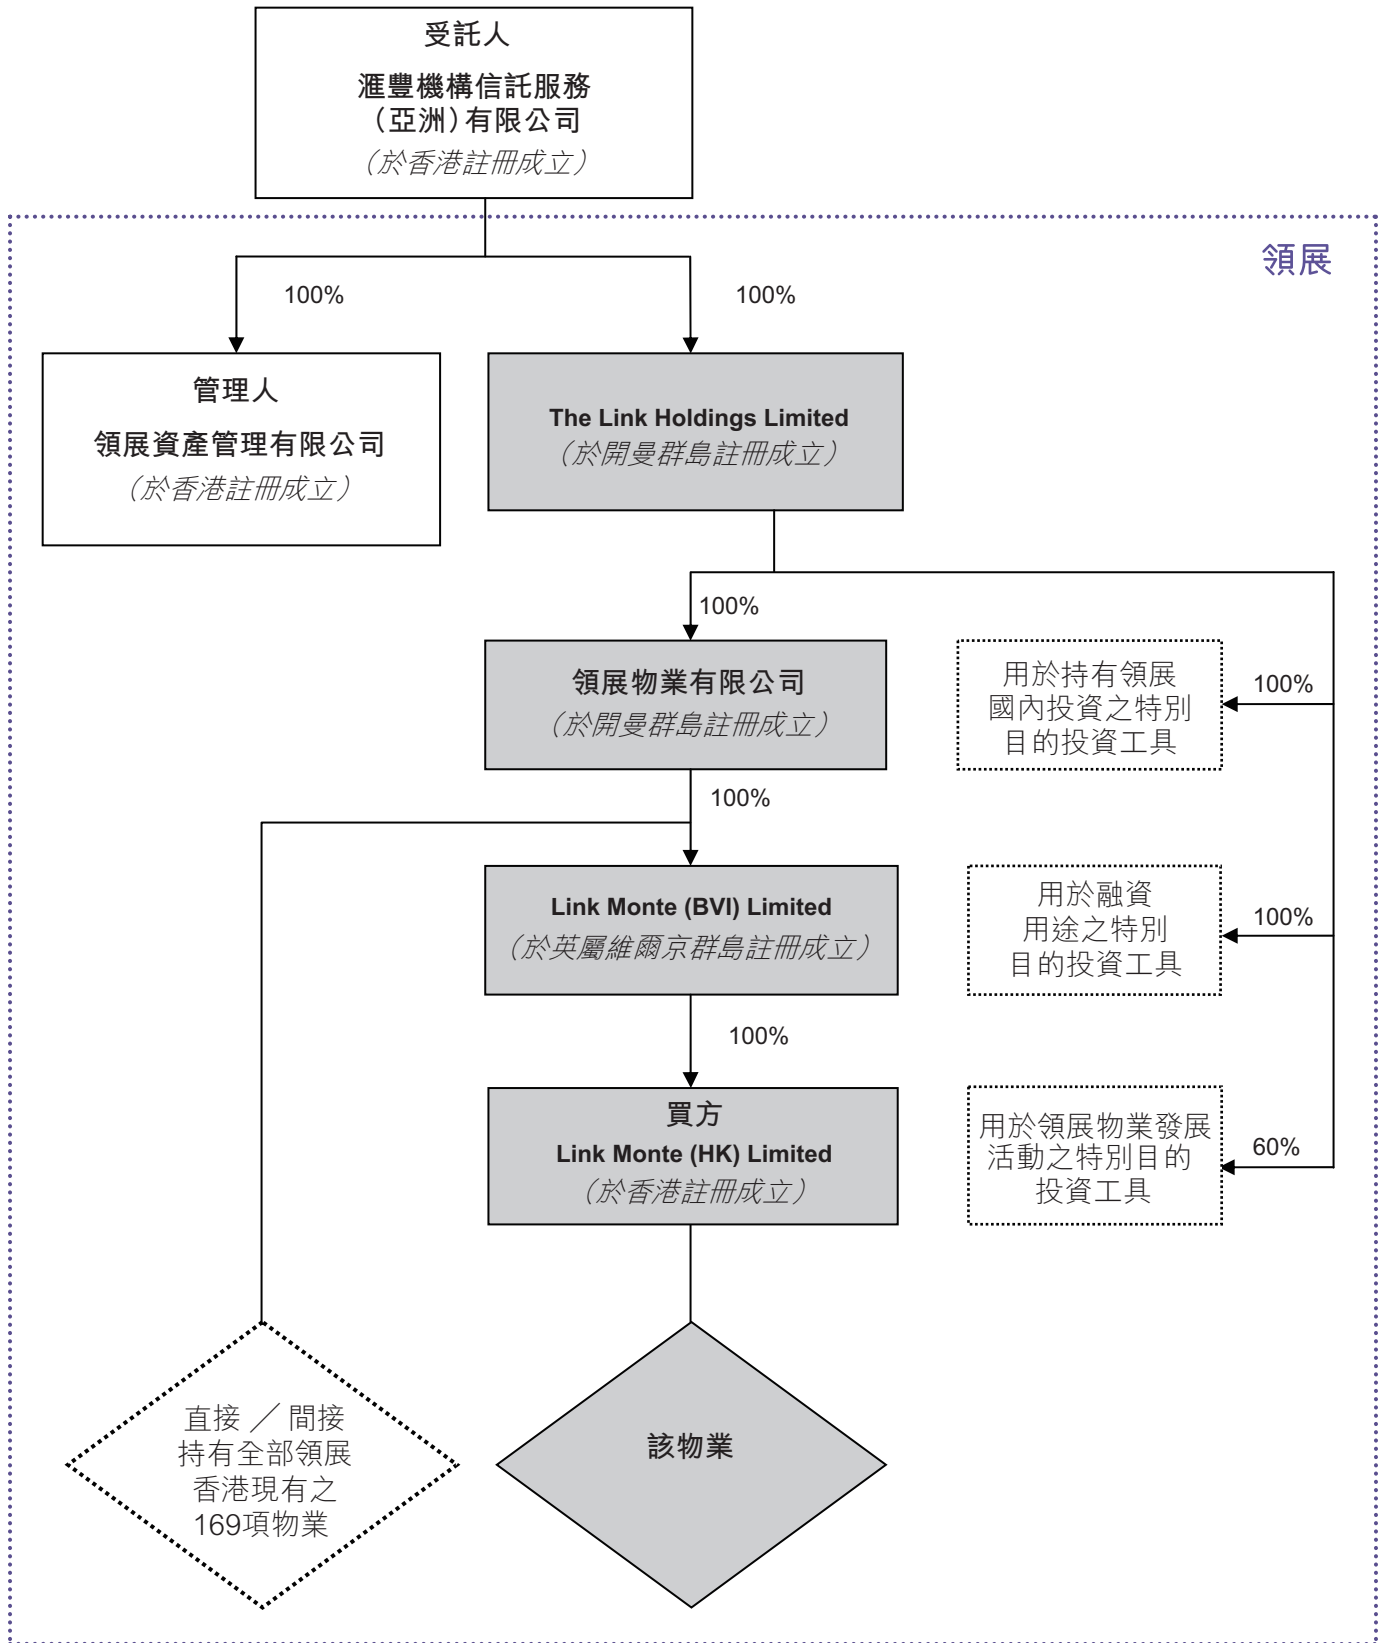 受託人
滙豐機構信託服務
（亞洲）有限公司
（於香港註冊成立）
領展
100%
100%
管理人
領展資產管理有限公司
（於香港註冊成立）
The Link Holdings Limited
（於開曼群島註冊成立）
100%
領展物業有限公司
（於開曼群島註冊成立）
用於持有領展
國內投資之特別
目的投資工具
100%
100%
Link Monte (BVI) Limited
（於英屬維爾京群島註冊成立）
用於融資
用途之特別
目的投資工具
100%
100%
買方
Link Monte (HK) Limited
（於香港註冊成立）
用於領展物業發展
活動之特別目的
投資工具
60%
直接／間接
持有全部領展
香港現有之
169項物業
該物業